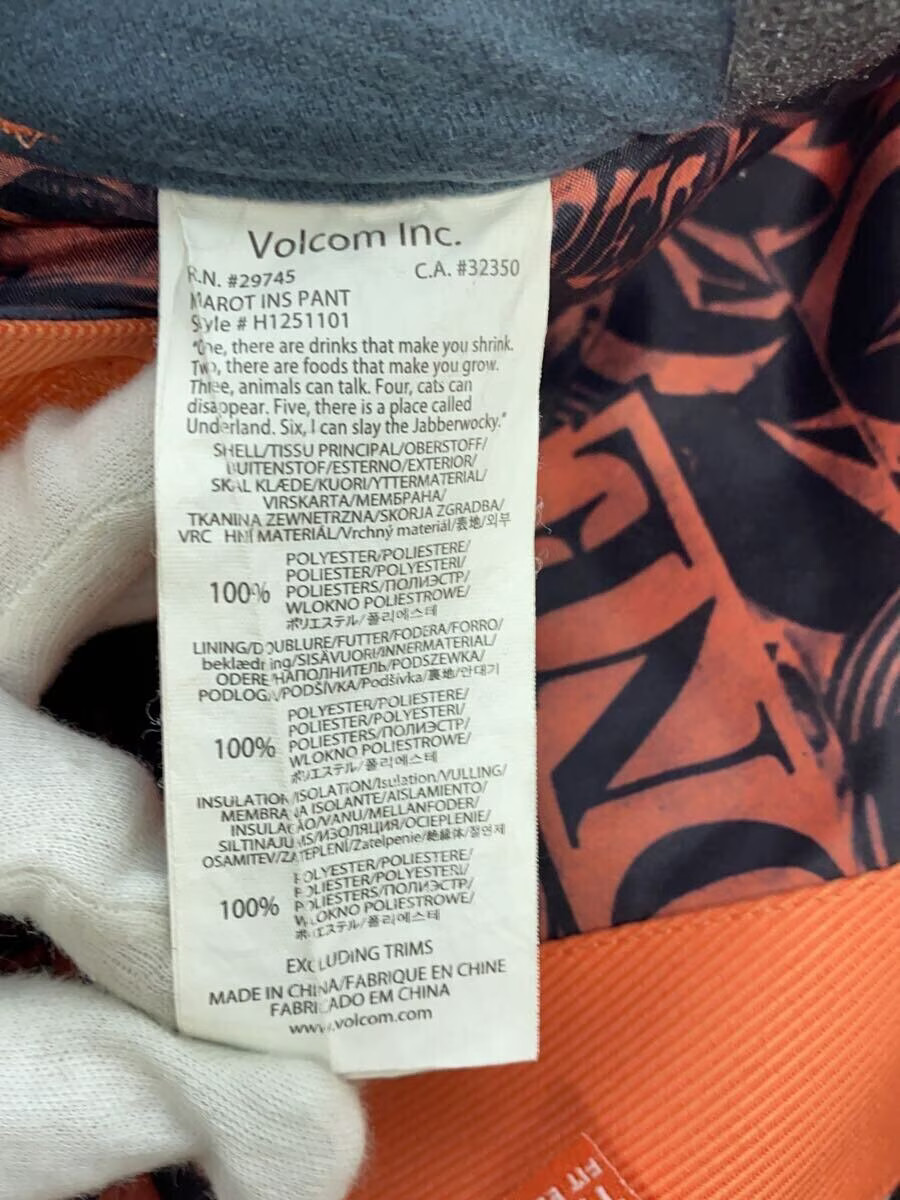 Volcom Inc.
R.N. #29745 C.A. #32350
MAROT INS PANT
Style # H1251101
"One, there are drinks that make you shrink.
Two, there are foods that make you grow.
Three, animals can talk. Four, cats can
disappear. Five, there is a place called
Underland. Six, I can slay the Jabberwocky."
SHELL/TISSU PRINCIPAL/OBERSTOFF/
BUITENSTOF/ESTERNO/EXTERIOR/
SKAL KLÆDE/KUORI/YTTERMATERIAL/
VIRSKARTA/МЕМБРАНА/
TKANINA ZEWNETRZNA/SKORJA ZGRADBA/
VRCHNÍ MATERIÁL/Vrchný materiál/表地/외부
100% POLYESTER/POLIESTERE/
POLIESTER/POLYESTERI/
POLIESTERS/ПОЛИЭСТР/
WLOKNO POLIESTROWE/
ポリエステル/폴리에스테
LINING/DOUBLURE/FUTTER/FODERA/FORRO/
beklædning/SISÄVUORI/INNERMATERIAL/
ODERE/НАПОЛНИТЕЛЬ/PODSZEWKA/
PODLOGA/PODŠÍVKA/Podšívka/裏地/안대기
100% POLYESTER/POLIESTERE/
POLIESTER/POLYESTERI/
POLIESTERS/ПОЛИЭСТР/
WLOKNO POLIESTROWE/
ポリエステル/폴리에스테
INSULATION/ISOLATION/Isulation/VULLING/
MEMBRANA ISOLANTE/AISLAMIENTO/
INSULAÇÃO/VANU/MELLANFODER/
SILTINAJUMS/ИЗОЛЯЦИЯ/OCIEPLENIE/
OSAMITEV/ZATEPLENÍ/Zatelpenie/絶縁体/절연제
100% POLYESTER/POLIESTERE/
POLIESTER/POLYESTERI/
POLIESTERS/ПОЛИЭСТР/
WLOKNO POLIESTROWE/
ポリエステル/폴리에스테
EXCLUDING TRIMS
MADE IN CHINA/FABRIQUE EN CHINE
FABRICADO EM CHINA
www.volcom.com